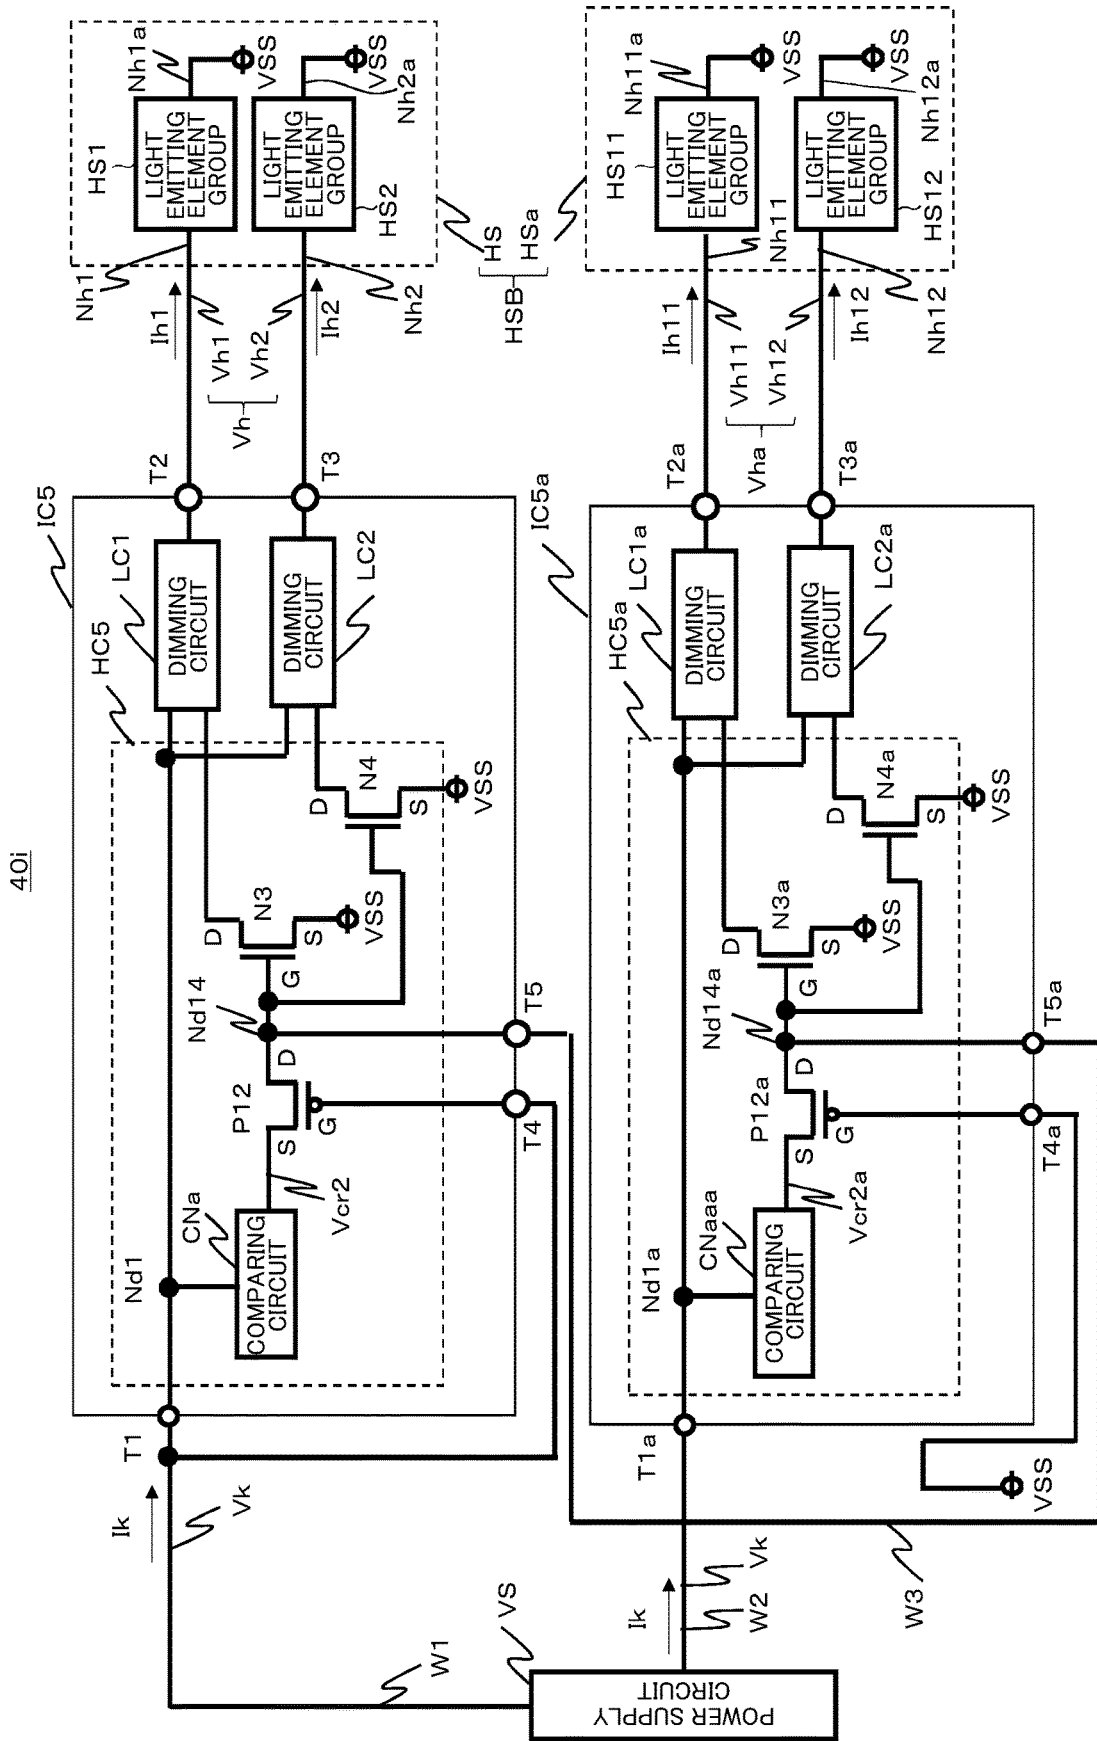 40i
IC5
HC5
LC1
DIMMING
CIRCUIT
DIMMING
CIRCUIT
LC2
T2
T3
Vh
Vh1
Vh2
Ih1
Ih2
Nh1
Nh2
HS1
LIGHT
EMITTING
ELEMENT
GROUP
Nh1a
VSS
LIGHT
EMITTING
ELEMENT
GROUP
HS2
VSS
Nh2a
HS
HSa
HSB
Nd1
CNa
COMPARING
CIRCUIT
Vcr2
P12
S
G
D
Nd14
G
D
N3
S
VSS
D
N4
S
VSS
T1
T4
T5
Ik
Vk
W1
VS
POWER SUPPLY
CIRCUIT
Ik
Vk
W2
W3
VSS
T1a
T4a
T5a
IC5a
HC5a
LC1a
DIMMING
CIRCUIT
DIMMING
CIRCUIT
LC2a
T2a
T3a
Vha
Vh11
Vh12
Ih11
Ih12
Nh11
Nh12
HS11
LIGHT
EMITTING
ELEMENT
GROUP
Nh11a
VSS
LIGHT
EMITTING
ELEMENT
GROUP
HS12
VSS
Nh12a
Nd1a
CNaaa
COMPARING
CIRCUIT
Vcr2a
P12a
S
G
D
Nd14a
G
D
N3a
S
VSS
D
N4a
S
VSS